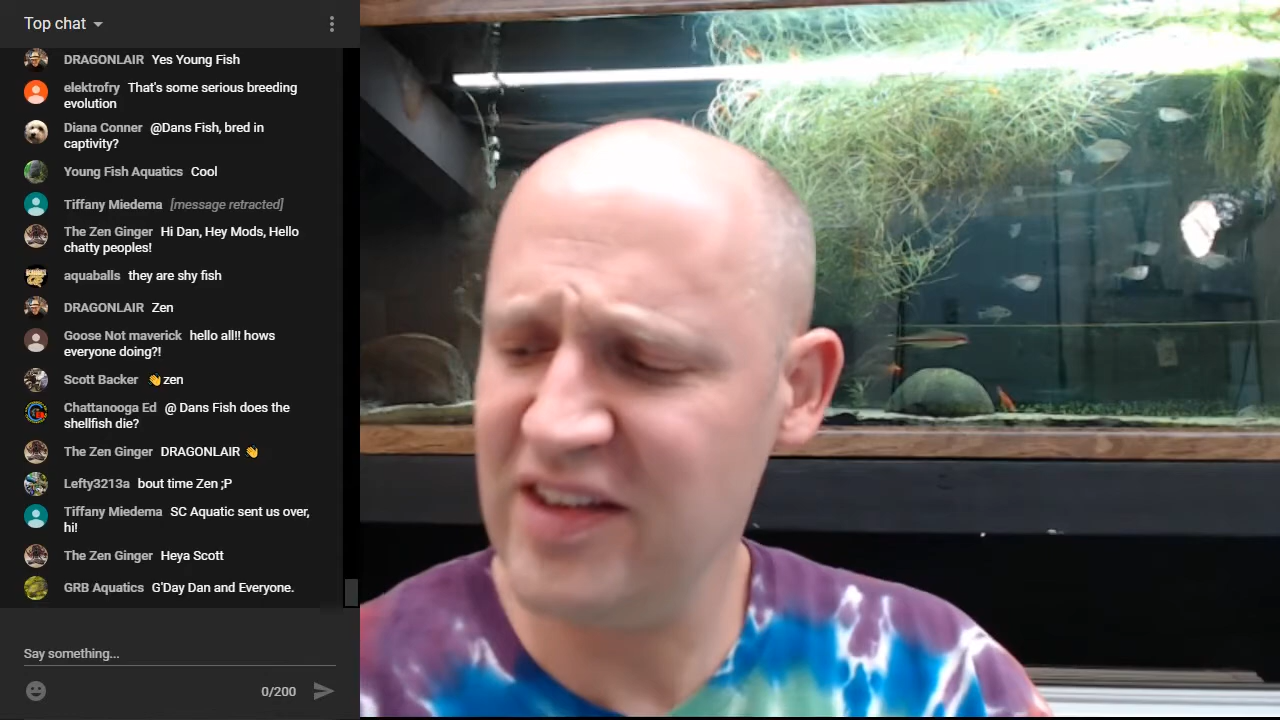 Top chat
DRAGONLAIR Yes Young Fish
elektrofry That's some serious breeding
evolution
Diana Conner @Dans Fish, bred in
captivity?
Young Fish Aquatics Cool
Tiffany Miedema [message retracted]
The Zen Ginger Hi Dan, Hey Mods, Hello
chatty peoples!
aquaballs they are shy fish
DRAGONLAIR Zen
Goose Not maverick hello all!! hows
everyone doing?!
Scott Backer 👋 zen
Chattanooga Ed @ Dans Fish does the
shellfish die?
The Zen Ginger DRAGONLAIR 👋
Lefty3213a bout time Zen ;P
Tiffany Miedema SC Aquatic sent us over,
hi!
The Zen Ginger Heya Scott
GRB Aquatics G'Day Dan and Everyone.
Say something...
0/200